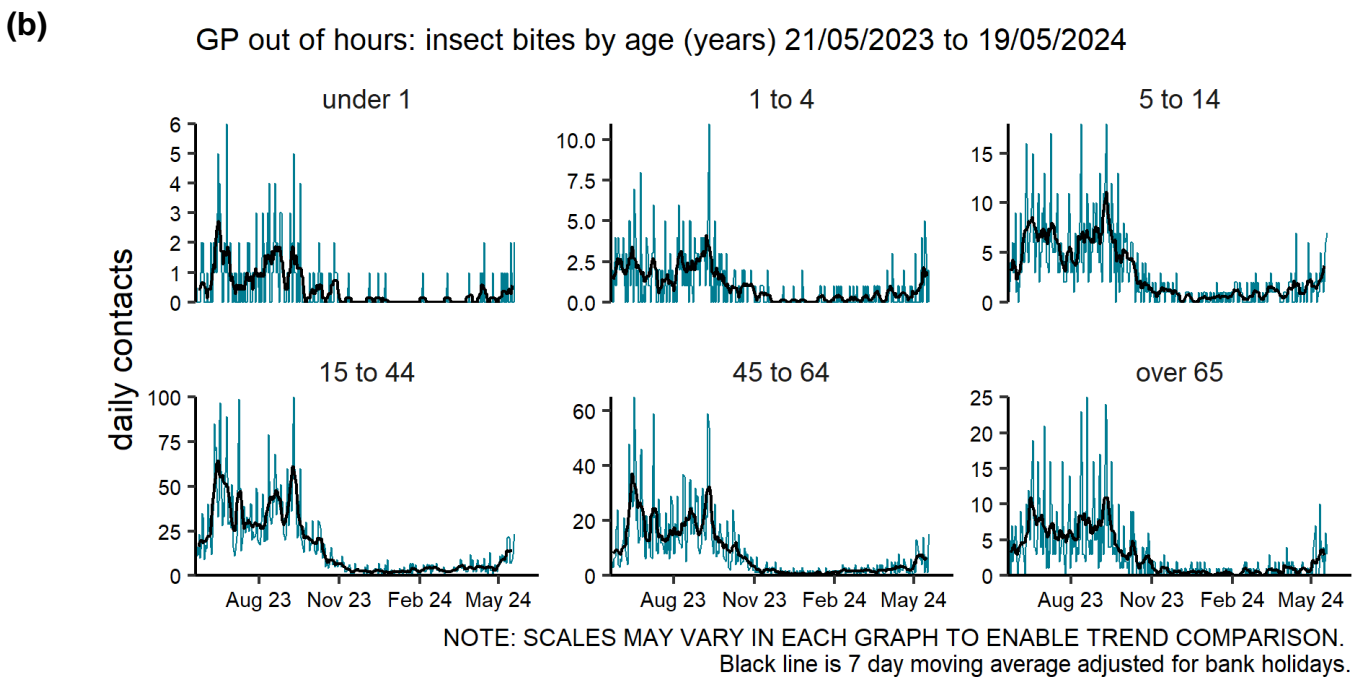 (b)
GP out of hours: insect bites by age (years) 21/05/2023 to 19/05/2024
daily contacts
under 1
6
5
4
3
2
1
0
1 to 4
10.0
7.5
5.0
2.5
0.0
5 to 14
15
10
5
0
15 to 44
100
75
50
25
0
Aug 23 Nov 23 Feb 24 May 24
45 to 64
60
40
20
0
Aug 23 Nov 23 Feb 24 May 24
over 65
25
20
15
10
5
0
Aug 23 Nov 23 Feb 24 May 24
NOTE: SCALES MAY VARY IN EACH GRAPH TO ENABLE TREND COMPARISON.
Black line is 7 day moving average adjusted for bank holidays.